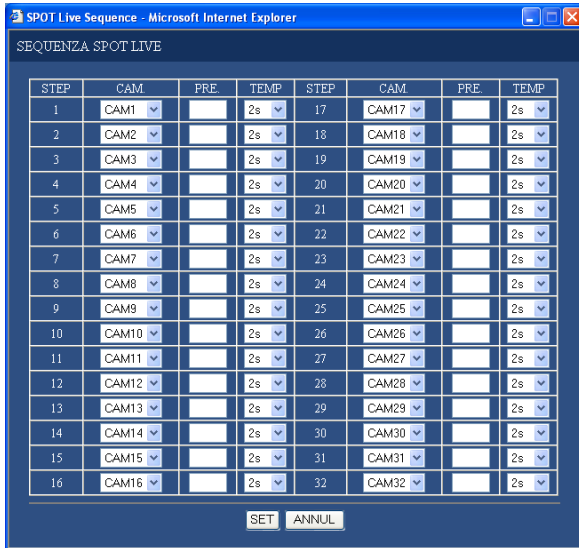 SPOT Live Sequence - Microsoft Internet Explorer
SEQUENZA SPOT LIVE
STEP CAM. PRE. TEMP STEP CAM. PRE. TEMP
1 CAM1 2s 17 CAM17 2s
2 CAM2 2s 18 CAM18 2s
3 CAM3 2s 19 CAM19 2s
4 CAM4 2s 20 CAM20 2s
5 CAM5 2s 21 CAM21 2s
6 CAM6 2s 22 CAM22 2s
7 CAM7 2s 23 CAM23 2s
8 CAM8 2s 24 CAM24 2s
9 CAM9 2s 25 CAM25 2s
10 CAM10 2s 26 CAM26 2s
11 CAM11 2s 27 CAM27 2s
12 CAM12 2s 28 CAM28 2s
13 CAM13 2s 29 CAM29 2s
14 CAM14 2s 30 CAM30 2s
15 CAM15 2s 31 CAM31 2s
16 CAM16 2s 32 CAM32 2s
SET ANNUL